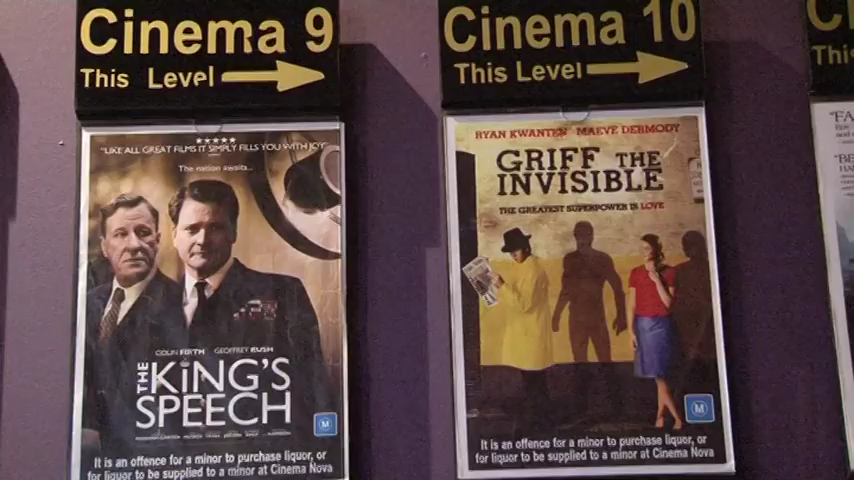 Cinema 9
This Level
"LIKE ALL GREAT FILMS IT SIMPLY FILLS YOU WITH JOY"
The nation awaits...
COLIN FIRTH GEOFFREY RUSH
THE KING'S
SPEECH
M
It is an offence for a minor to purchase liquor, or
for liquor to be supplied to a minor at Cinema Nova
Cinema 10
This Level
RYAN KWANTEN MAEVE DERMODY
GRIFF THE
INVISIBLE
THE GREATEST SUPERPOWER IS LOVE
M
It is an offence for a minor to purchase liquor, or
for liquor to be supplied to a minor at Cinema Nova
Ci
This
"FA
"BE